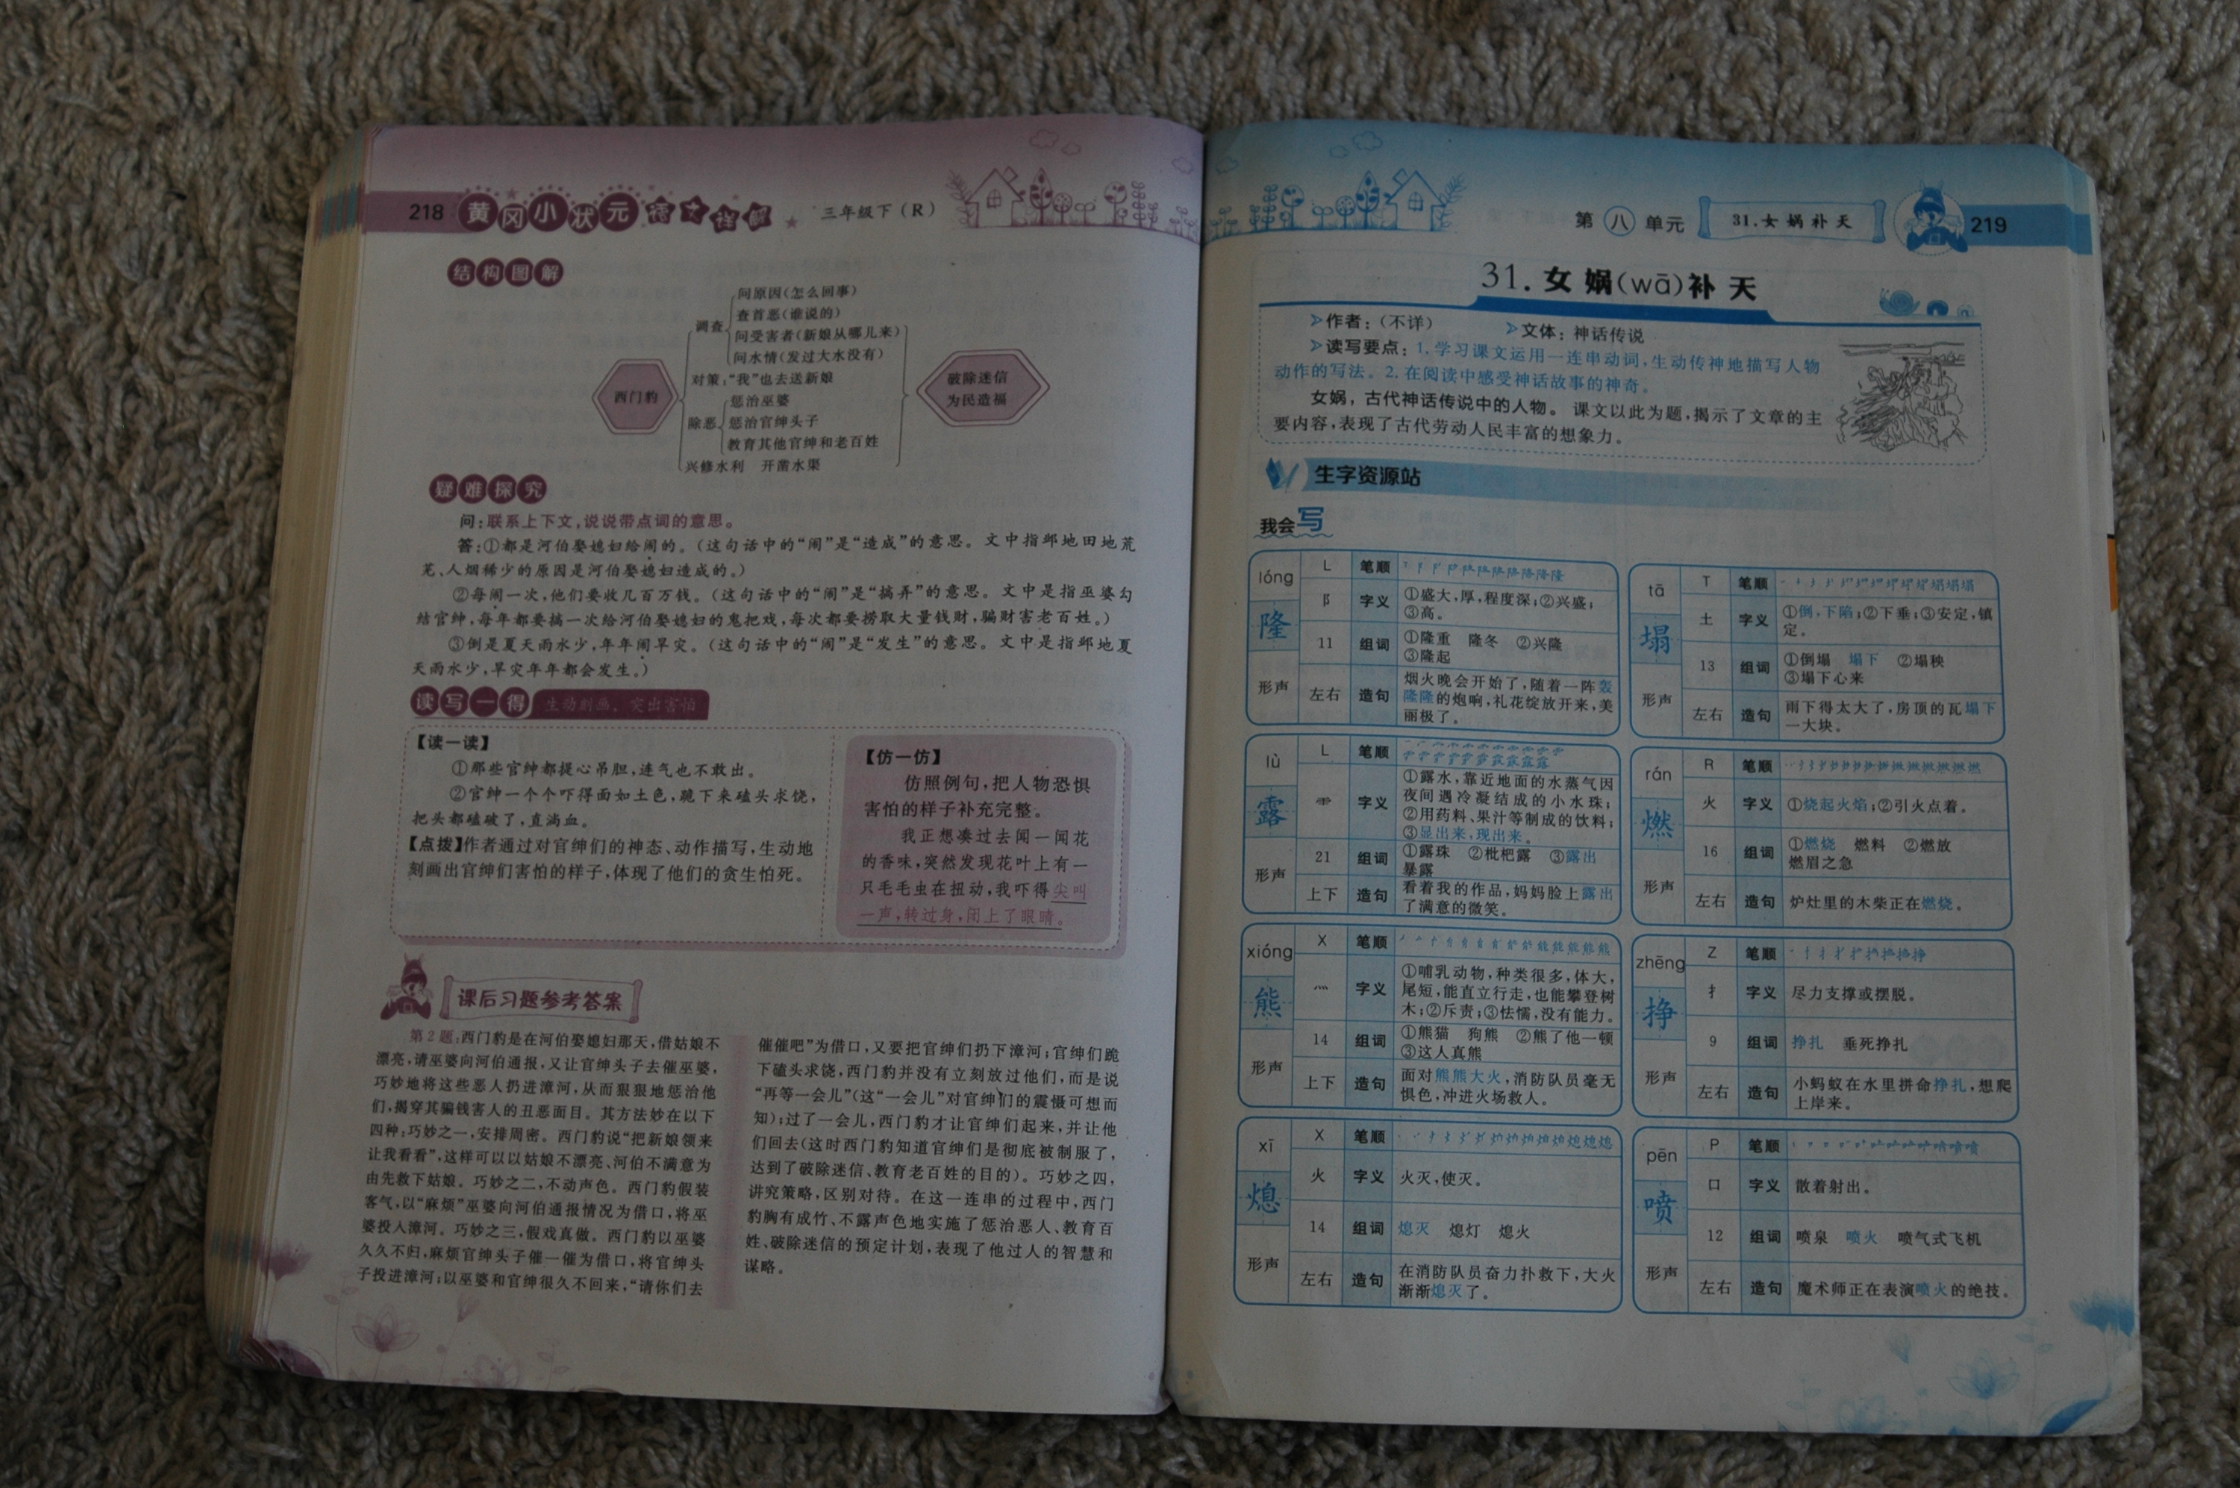 218 黄冈小状元 语文详解 三年级下（R）
结构图解
问原因（怎么回事）
查首恶（谁说的）
调查
问受害者（新娘从哪儿来）
问水情（发过大水没有）
西门豹
对策：“我”也去送新娘
破除迷信
为民造福
惩治巫婆
除恶
惩治官绅头子
教育其他官绅和老百姓
兴修水利 开凿水渠
疑难探究
问：联系上下文，说说带点词的意思。
答：①都是河伯娶媳妇给闹的。（这句话中的“闹”是“造成”的意思。文中指邺地田地荒
芜、人烟稀少的原因是河伯娶媳妇造成的。）
②每闹一次，他们要收几百万钱。（这句话中的“闹”是“搞弄”的意思。文中是指巫婆勾
结官绅，每年都要搞一次给河伯娶媳妇的鬼把戏，每次都要捞取大量钱财，骗财害老百姓。）
③倒是夏天雨水少，年年闹旱灾。（这句话中的“闹”是“发生”的意思。文中是指邺地夏
天雨水少，旱灾年年都会发生。）
读写一得 生动刻画，突出害怕
【读一读】
①那些官绅都提心吊胆，连气也不敢出。
②官绅一个个吓得面如土色，跪下来磕头求饶，
把头都磕破了，直淌血。
【点拨】作者通过对官绅们的神态、动作描写，生动地
刻画出官绅们害怕的样子，体现了他们的贪生怕死。
【仿一仿】
仿照例句，把人物恐惧
害怕的样子补充完整。
我正想凑过去闻一闻花
的香味，突然发现花叶上有一
只毛毛虫在扭动，我吓得尖叫
一声，转过身，闭上了眼睛。
课后习题参考答案
第2题：西门豹是在河伯娶媳妇那天，借姑娘不
漂亮，请巫婆向河伯通报，又让官绅头子去催巫婆，
巧妙地将这些恶人扔进漳河，从而狠狠地惩治他
们，揭穿其骗钱害人的丑恶面目。其方法妙在以下
四种：巧妙之一，安排周密。西门豹说“把新娘领来
让我看看”，这样可以以姑娘不漂亮、河伯不满意为
由先救下姑娘。巧妙之二，不动声色。西门豹假装
客气，以“麻烦”巫婆向河伯通报情况为借口，将巫
婆投入漳河。巧妙之三，假戏真做。西门豹以巫婆
久久不归，麻烦官绅头子催一催为借口，将官绅头
子投进漳河；以巫婆和官绅很久不回来，“请你们去
催催吧”为借口，又要把官绅们扔下漳河；官绅们跪
下磕头求饶，西门豹并没有立刻放过他们，而是说
“再等一会儿”（这“一会儿”对官绅们的震慑可想而
知）；过了一会儿，西门豹才让官绅们起来，并让他
们回去（这时西门豹知道官绅们是彻底被制服了，
达到了破除迷信、教育老百姓的目的）。巧妙之四，
讲究策略，区别对待。在这一连串的过程中，西门
豹胸有成竹、不露声色地实施了惩治恶人、教育百
姓、破除迷信的预定计划，表现了他过人的智慧和
谋略。
第八单元 31.女娲补天 219
31.女娲(wā)补天
作者：（不详） 文体：神话传说
读写要点：1.学习课文运用一连串动词，生动传神地描写人物
动作的写法。2.在阅读中感受神话故事的神奇。
女娲，古代神话传说中的人物。课文以此为题，揭示了文章的主
要内容，表现了古代劳动人民丰富的想象力。
生字资源站
我会写
lóng L 笔顺
隆 阝 字义 ①盛大，厚，程度深；②兴盛；
③高。
11 组词 ①隆重 隆冬 ②兴隆
③隆起
形声 左右 造句 烟火晚会开始了，随着一阵轰
隆隆的炮响，礼花绽放开来，美
丽极了。
tā T 笔顺
塌 土 字义 ①倒，下陷；②下垂；③安定，镇
定。
13 组词 ①倒塌 塌下 ②塌秧
③塌下心来
形声 左右 造句 雨下得太大了，房顶的瓦塌下
一大块。
lù L 笔顺
露 字义 ①露水，靠近地面的水蒸气因
夜间遇冷凝结成的小水珠；
②用药料、果汁等制成的饮料；
③显出来，现出来。
21 组词 ①露珠 ②枇杷露 ③露出
暴露
形声 上下 造句 看着我的作品，妈妈脸上露出
了满意的微笑。
rán R 笔顺
燃 火 字义 ①烧起火焰；②引火点着。
16 组词 ①燃烧 燃料 ②燃放
燃眉之急
形声 左右 造句 炉灶里的木柴正在燃烧。
xióng X 笔顺
熊 灬 字义 ①哺乳动物，种类很多，体大，
尾短，能直立行走，也能攀登树
木；②斥责；③怯懦，没有能力。
14 组词 ①熊猫 狗熊 ②熊了他一顿
③这人真熊
形声 上下 造句 面对熊熊大火，消防队员毫无
惧色，冲进火场救人。
zhēng Z 笔顺
挣 扌 字义 尽力支撑或摆脱。
9 组词 挣扎 垂死挣扎
形声 左右 造句 小蚂蚁在水里拼命挣扎，想爬
上岸来。
xī X 笔顺
熄 火 字义 火灭，使灭。
14 组词 熄灭 熄灯 熄火
形声 左右 造句 在消防队员奋力扑救下，大火
渐渐熄灭了。
pēn P 笔顺
喷 口 字义 散着射出。
12 组词 喷泉 喷火 喷气式飞机
形声 左右 造句 魔术师正在表演喷火的绝技。